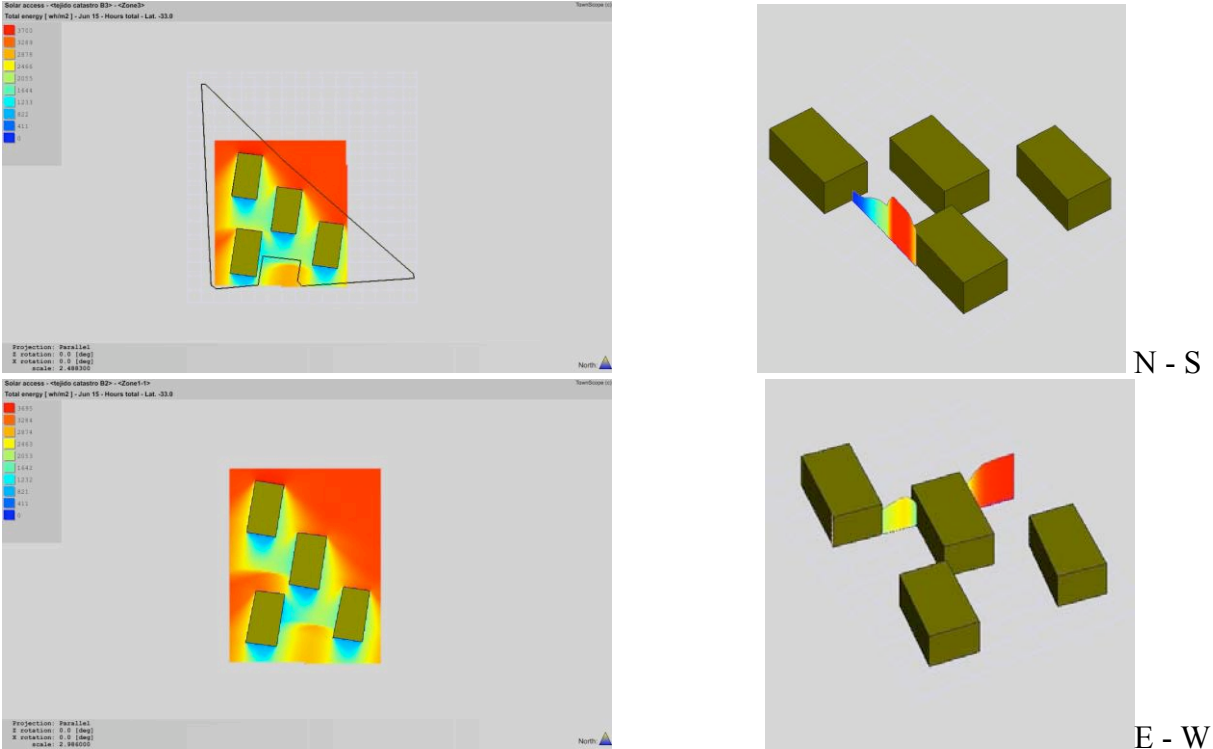 Solar access - <tejido catastro B3> - <Zone3>
TownScope (c)
Total energy [ wh/m2 ] - Jun 15 - Hours total - Lat. -33.0
3700
3289
2878
2466
2055
1644
1233
822
411
0
Projection: Parallel
Z rotation: 0.0 [deg]
X rotation: 0.0 [deg]
scale: 2.488300
North
N - S
Solar access - <tejido catastro B2> - <Zone1-1>
TownScope (c)
Total energy [ wh/m2 ] - Jun 15 - Hours total - Lat. -33.0
3695
3284
2874
2463
2053
1642
1232
821
411
0
Projection: Parallel
Z rotation: 0.0 [deg]
X rotation: 0.0 [deg]
scale: 2.986000
North
E - W